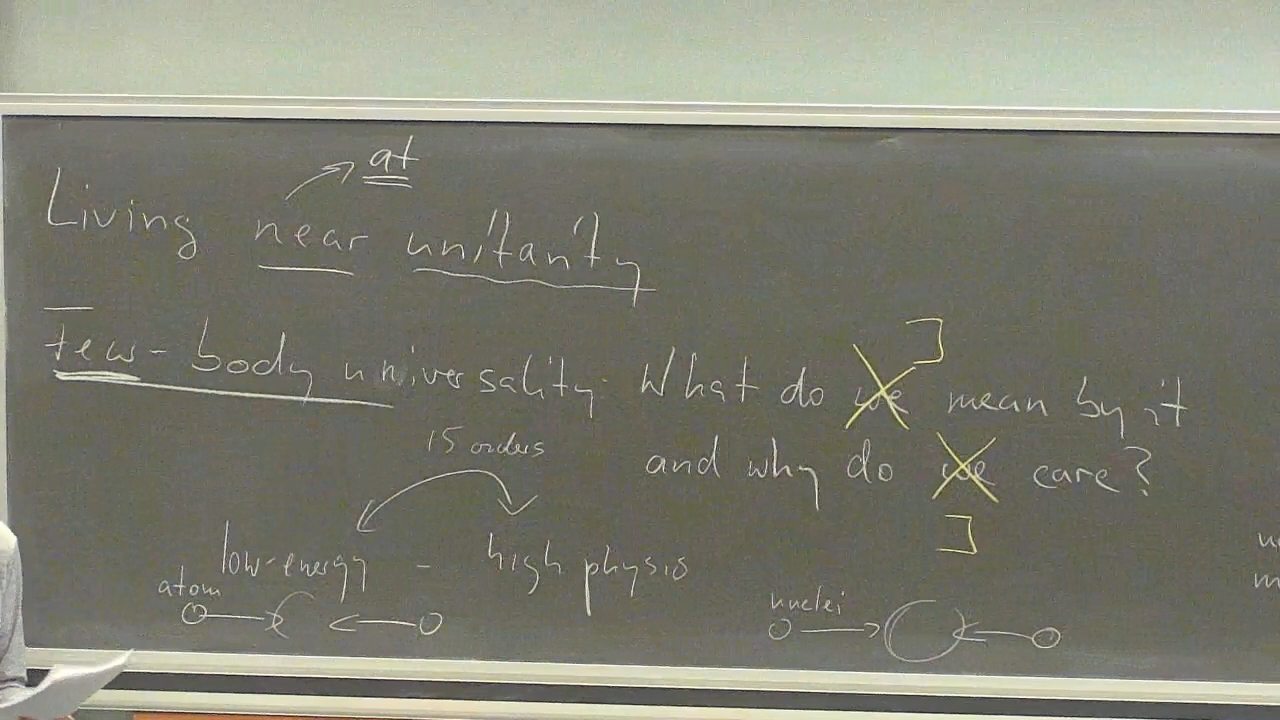 at
Living near unitarity
Few-body universality: What do we I mean by it
and why do we I care?
15 orders
low-energy - high physis
atom
nuclei